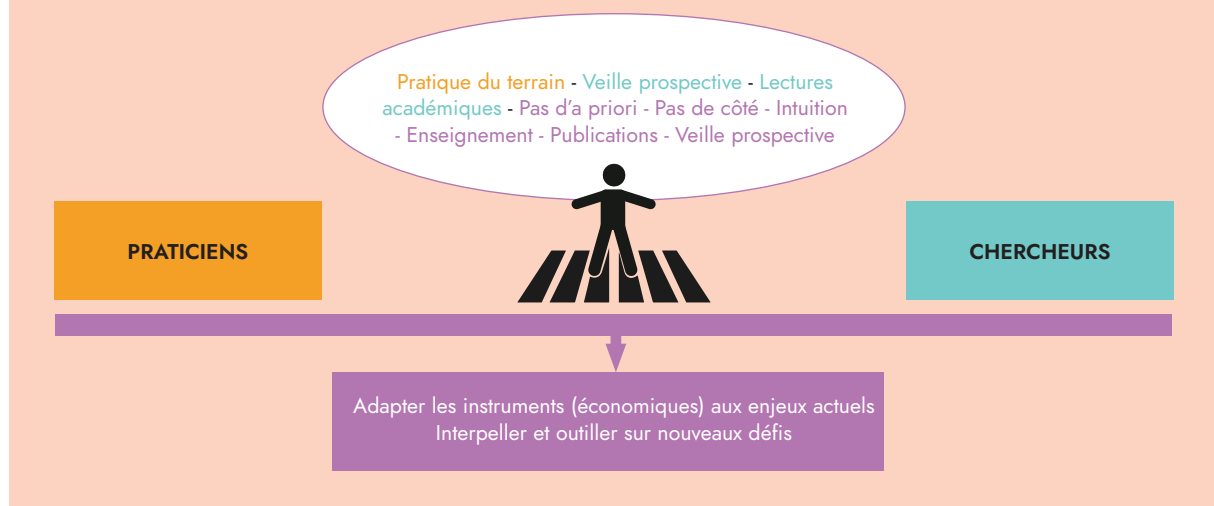 Pratique du terrain - Veille prospective - Lectures
académiques - Pas d’a priori - Pas de côté - Intuition
- Enseignement - Publications - Veille prospective
PRATICIENS
CHERCHEURS
Adapter les instruments (économiques) aux enjeux actuels
Interpeller et outiller sur nouveaux défis